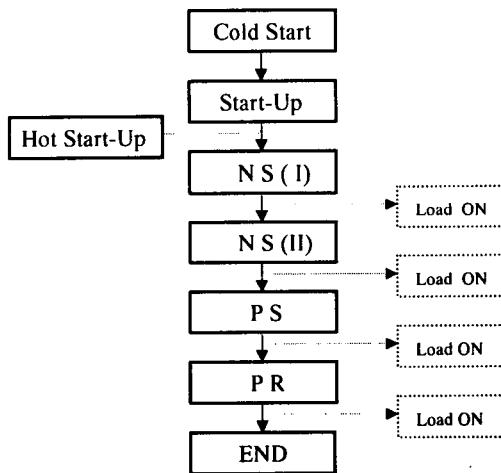 Cold Start
Start-Up
Hot Start-Up
N S ( I )
Load ON
N S (II)
Load ON
P S
Load ON
P R
Load ON
END